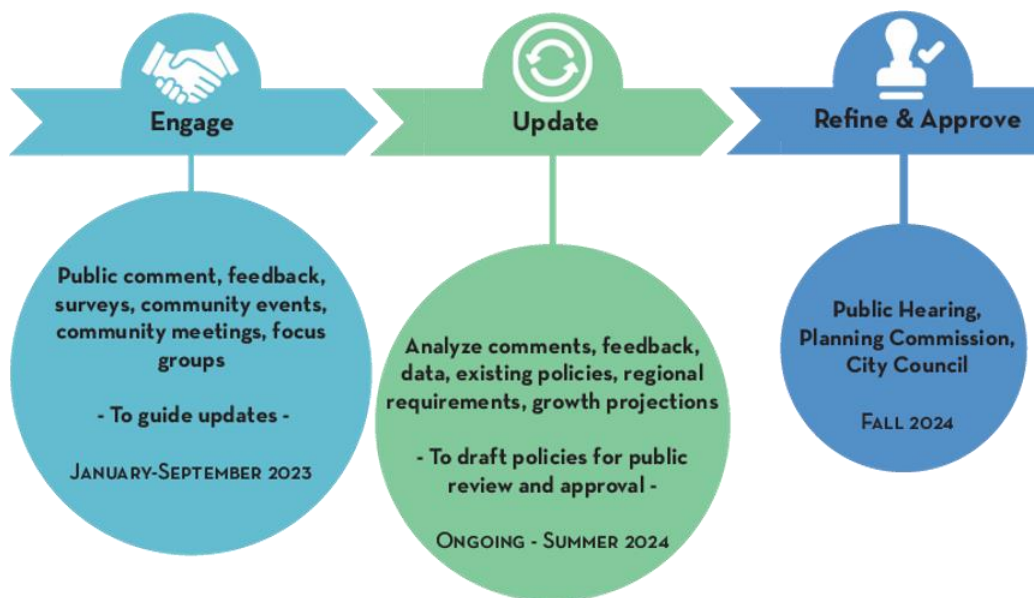 Engage
Public comment, feedback,
surveys, community events,
community meetings, focus
groups
- To guide updates -
January-September 2023
Update
Analyze comments, feedback,
data, existing policies, regional
requirements, growth projections
- To draft policies for public
review and approval -
Ongoing - Summer 2024
Refine & Approve
Public Hearing,
Planning Commission,
City Council
Fall 2024